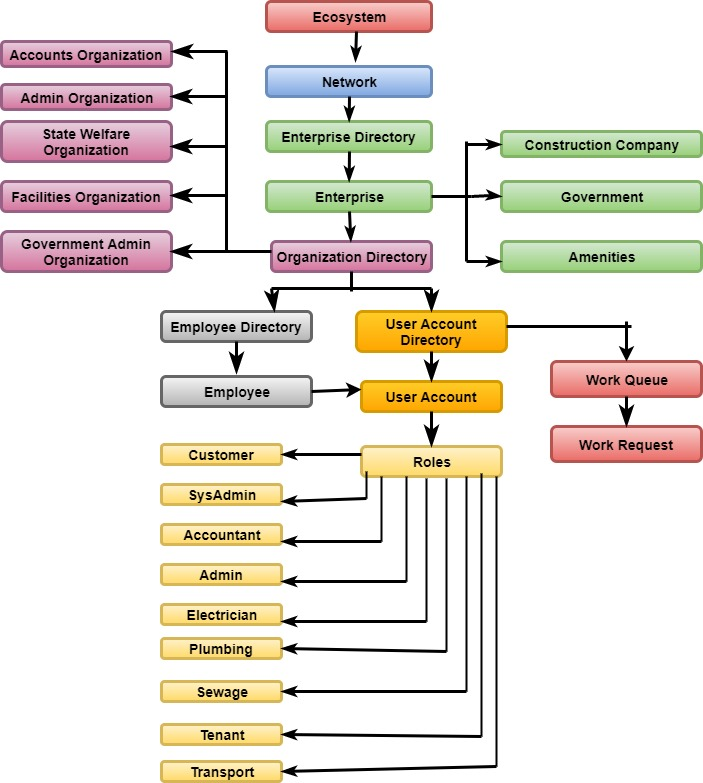 Ecosystem
Accounts Organization
Network
Admin Organization
State Welfare
Organization
Enterprise Directory
Construction Company
Facilities Organization
Enterprise
Government
Government Admin
Organization
Organization Directory
Amenities
Employee Directory
User Account
Directory
Employee
User Account
Work Queue
Work Request
Roles
Customer
SysAdmin
Accountant
Admin
Electrician
Plumbing
Sewage
Tenant
Transport